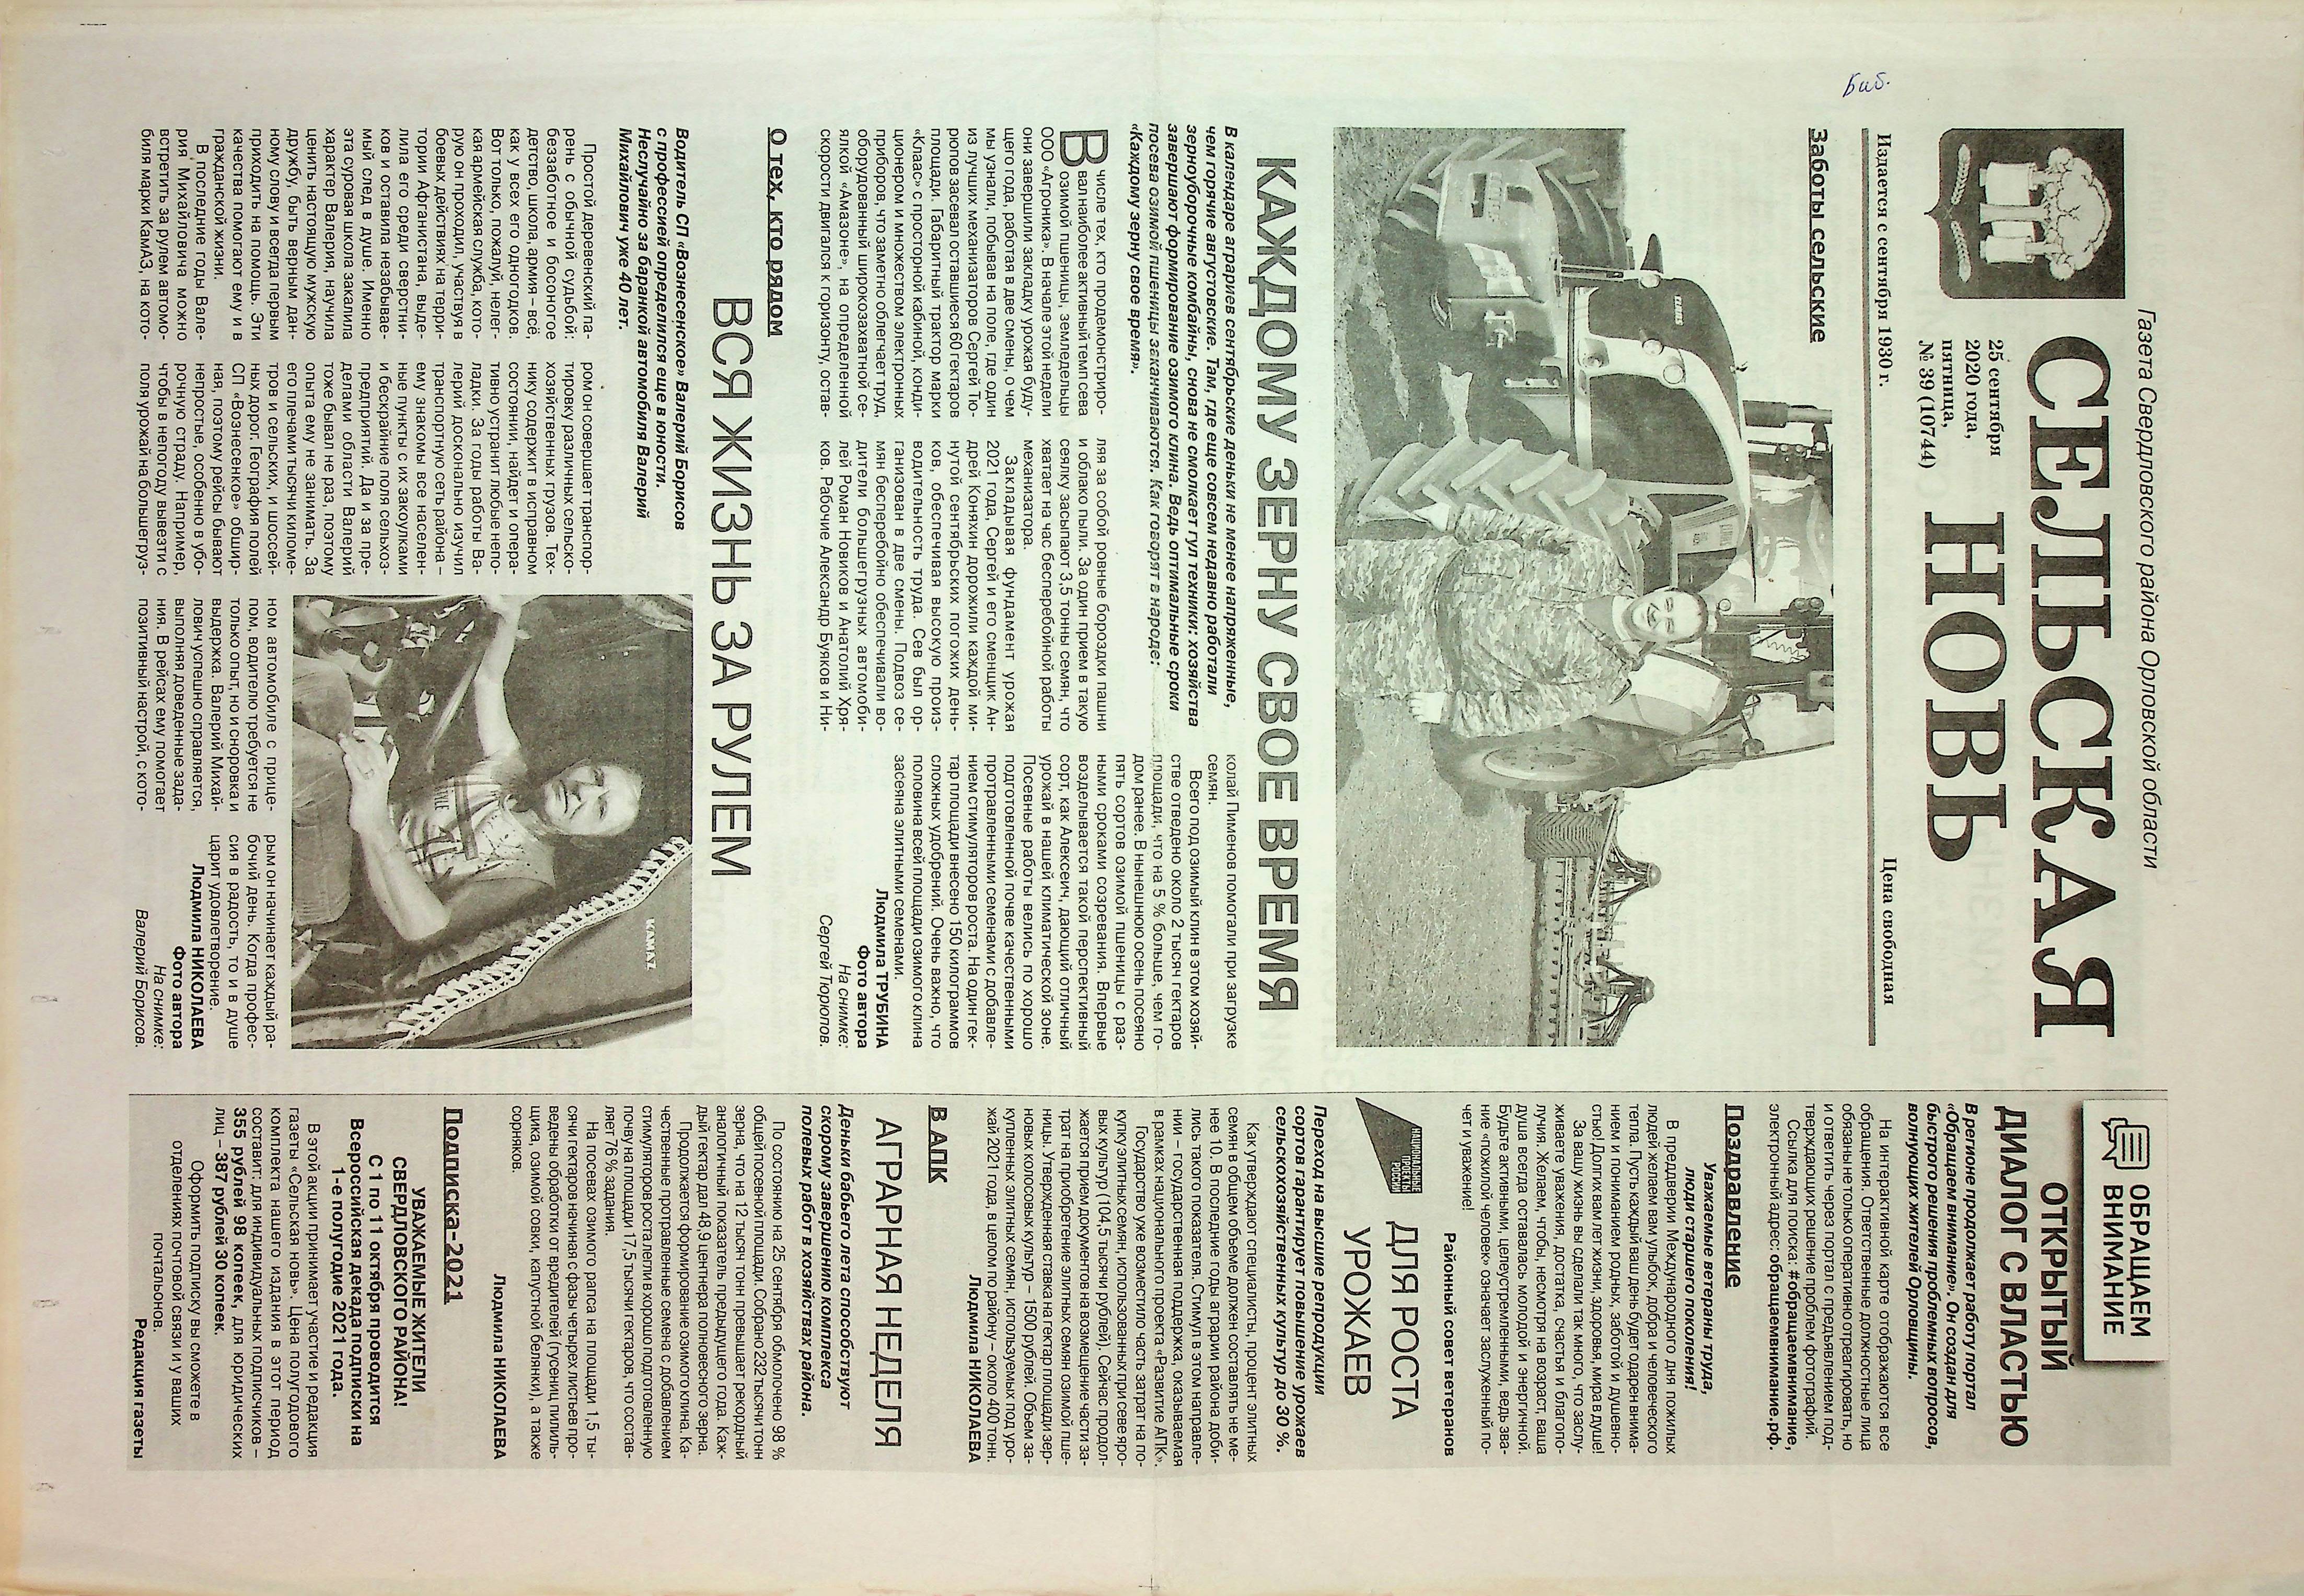 Биб.
Газета Свердловского района Орловской области
СЕЛЬСКАЯ
НОВЬ
25 сентября
2020 года,
пятница,
№ 39 (10744)
Издается с сентября 1930 г.
Цена свободная
Заботы сельские
CLAAS
КАЖДОМУ ЗЕРНУ СВОЕ ВРЕМЯ
В календаре аграриев сентябрьские деньки не менее напряженные,
чем горячие августовские. Там, где еще совсем недавно работали
зерноуборочные комбайны, снова не смолкает гул техники: хозяйства
завершают формирование озимого клина. Ведь оптимальные сроки
посева озимой пшеницы заканчиваются. Как говорят в народе:
«Каждому зерну свое время».
В числе тех, кто продемонстриро-
вал наиболее активный темп сева
озимой пшеницы, земледельцы
ООО «Агроника». В начале этой недели
они завершили закладку урожая буду-
щего года, работая в две смены, о чем
мы узнали, побывав на поле, где один
из лучших механизаторов Сергей Тю-
рюпов засевал оставшиеся 60 гектаров
площади. Габаритный трактор марки
«Клаас» с просторной кабиной, конди-
ционером и множеством электронных
приборов, что заметно облегчает труд,
оборудованный широкозахватной се-
ялкой «Амазоне», на определенной
скорости двигался к горизонту, остав-
ляя за собой ровные бороздки пашни
и облако пыли. За один прием в такую
сеялку засыпают 3,5 тонны семян, что
хватает на час бесперебойной работы
механизатора.
Закладывая фундамент урожая
2021 года, Сергей и его сменщик Ан-
дрей Коняхин дорожили каждой ми-
нутой сентябрьских погожих день-
ков, обеспечивая высокую произ-
водительность труда. Сев был ор-
ганизован в две смены. Подвоз се-
мян бесперебойно обеспечивали во-
дители большегрузных автомоби-
лей Роман Новиков и Анатолий Хря-
ков. Рабочие Александр Буяков и Ни-
колай Пименов помогали при загрузке
семян.
Всего под озимый клин в этом хозяй-
стве отведено около 2 тысяч гектаров
площади, что на 5 % больше, чем го-
дом ранее. В нынешнюю осень посеяно
пять сортов озимой пшеницы с раз-
ными сроками созревания. Впервые
возделывается такой перспективный
сорт, как Алексеич, дающий отличный
урожай в нашей климатической зоне.
Посевные работы велись по хорошо
подготовленной почве качественными
протравленными семенами с добавле-
нием стимуляторов роста. На один гек-
тар площади внесено 150 килограммов
сложных удобрений. Очень важно, что
половина всей площади озимого клина
засеяна элитными семенами.
Людмила ТРУБИНА
Фото автора
На снимке:
Сергей Тюрюпов.
О тех, кто рядом
ВСЯ ЖИЗНЬ ЗА РУЛЕМ
Водитель СП «Вознесенское» Валерий Борисов
с профессией определился еще в юности.
Неслучайно за баранкой автомобиля Валерий
Михайлович уже 40 лет.
Простой деревенский па-
рень с обычной судьбой:
беззаботное и босоногое
детство, школа, армия – всё,
как у всех его одногодков.
Вот только, пожалуй, нелег-
кая армейская служба, кото-
рую он проходил, участвуя в
боевых действиях на терри-
тории Афганистана, выде-
лила его среди сверстни-
ков и оставила незабывае-
мый след в душе. Именно
эта суровая школа закалила
характер Валерия, научила
ценить настоящую мужскую
дружбу, быть верным дан-
ному слову и всегда первым
приходить на помощь. Эти
качества помогают ему и в
гражданской жизни.
В последние годы Вале-
рия Михайловича можно
встретить за рулем автомо-
биля марки КамАЗ, на кото-
ром он совершает транспор-
тировку различных сельско-
хозяйственных грузов. Тех-
нику содержит в исправном
состоянии, найдет и опера-
тивно устранит любые непо-
ладки. За годы работы Ва-
лерий досконально изучил
транспортную сеть района –
ему знакомы все населен-
ные пункты с их закоулками
и бескрайние поля сельхоз-
предприятий. Да и за пре-
делами области Валерий
тоже бывал не раз, поэтому
опыта ему не занимать. За
его плечами тысячи киломе-
тров и сельских, и шоссей-
ных дорог. География полей
СП «Вознесенское» обшир-
ная, поэтому рейсы бывают
непростые, особенно в убо-
рочную страду. Например,
чтобы в непогоду вывезти с
поля урожай на большегруз-
КАМАZ
ном автомобиле с прице-
пом, водителю требуется не
только опыт, но и сноровка и
выдержка. Валерий Михай-
лович успешно справляется,
выполняя доведенные зада-
ния. В рейсах ему помогает
позитивный настрой, с кото-
рым он начинает каждый ра-
бочий день. Когда профес-
сия в радость, то и в душе
царит удовлетворение.
Людмила НИКОЛАЕВА
Фото автора
На снимке:
Валерий Борисов.
ОБРАЩАЕМ
ВНИМАНИЕ
ОТКРЫТЫЙ
ДИАЛОГ С ВЛАСТЬЮ
В регионе продолжает работу портал
«Обращаем внимание». Он создан для
быстрого решения проблемных вопросов,
волнующих жителей Орловщины.
На интерактивной карте отображаются все
обращения. Ответственные должностные лица
обязаны не только оперативно отреагировать, но
и ответить через портал с предъявлением под-
тверждающих решение проблем фотографий.
Ссылка для поиска: #обращаемвнимание,
электронный адрес: обращаемвнимание.рф.
Поздравление
Уважаемые ветераны труда,
люди старшего поколения!
В преддверии Международного дня пожилых
людей желаем вам улыбок, добра и человеческого
тепла. Пусть каждый ваш день будет одарен внима-
нием и пониманием родных, заботой и душевно-
стью! Долгих вам лет жизни, здоровья, мира в душе!
За вашу жизнь вы сделали так много, что заслу-
живаете уважения, достатка, счастья и благопо-
лучия. Желаем, чтобы, несмотря на возраст, ваша
душа всегда оставалась молодой и энергичной.
Будьте активными, целеустремленными, ведь зва-
ние «пожилой человек» означает заслуженный по-
чет и уважение!
Районный совет ветеранов
НАЦИОНАЛЬНЫЕ
ПРОЕКТЫ
РОССИИ
ДЛЯ РОСТА
УРОЖАЕВ
Переход на высшие репродукции
сортов гарантирует повышение урожаев
сельскохозяйственных культур до 30 %.
Как утверждают специалисты, процент элитных
семян в общем объеме должен составлять не ме-
нее 10. В последние годы аграрии района доби-
лись такого показателя. Стимул в этом направле-
нии – государственная поддержка, оказываемая
в рамках национального проекта «Развитие АПК».
Государство уже возместило часть затрат на по-
купку элитных семян, использованных при севе яро-
вых культур (104,5 тысячи рублей). Сейчас продол-
жается прием документов на возмещение части за-
трат на приобретение элитных семян озимой пше-
ницы. Утвержденная ставка на гектар площади зер-
новых колосовых культур – 1500 рублей. Объем за-
купленных элитных семян, используемых под уро-
жай 2021 года, в целом по району – около 400 тонн.
Людмила НИКОЛАЕВА
В АПК
АГРАРНАЯ НЕДЕЛЯ
Деньки бабьего лета способствуют
скорому завершению комплекса
полевых работ в хозяйствах района.
По состоянию на 25 сентября обмолочено 98 %
общей посевной площади. Собрано 232 тысячи тонн
зерна, что на 12 тысяч тонн превышает рекордный
аналогичный показатель предыдущего года. Каж-
дый гектар дал 48,9 центнера полновесного зерна.
Продолжается формирование озимого клина. Ка-
чественные протравленные семена с добавлением
стимуляторов роста легли в хорошо подготовленную
почву на площади 17,5 тысячи гектаров, что состав-
ляет 76 % задания.
На посевах озимого рапса на площади 1,5 ты-
сячи гектаров начиная с фазы четырех листьев про-
ведены обработки от вредителей (гусениц пилиль-
щика, озимой совки, капустной белянки), а также
сорняков.
Людмила НИКОЛАЕВА
Подписка-2021
УВАЖАЕМЫЕ ЖИТЕЛИ
СВЕРДЛОВСКОГО РАЙОНА!
С 1 по 11 октября проводится
Всероссийская декада подписки на
1-е полугодие 2021 года.
В этой акции принимает участие и редакция
газеты «Сельская новь». Цена полугодового
комплекта нашего издания в этот период
составит: для индивидуальных подписчиков –
355 рублей 98 копеек, для юридических
лиц – 387 рублей 30 копеек.
Оформить подписку вы сможете в
отделениях почтовой связи и у ваших
почтальонов.
Редакция газеты